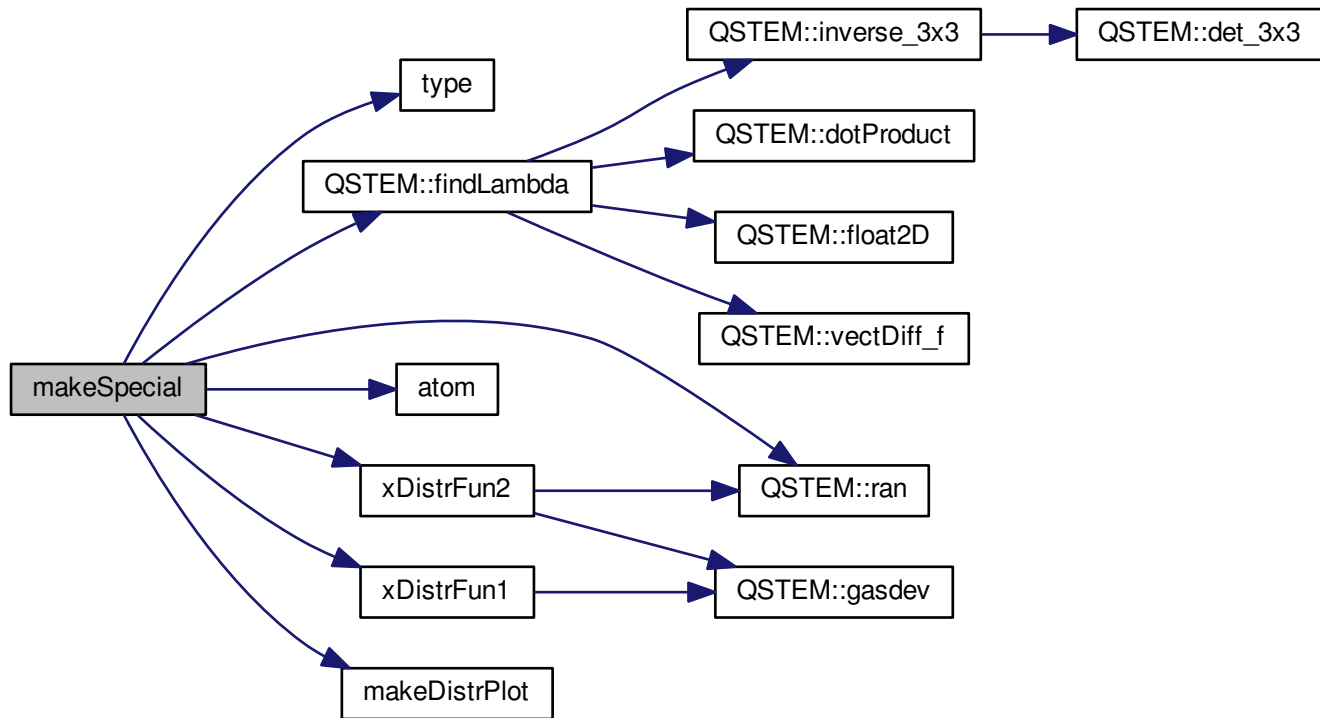 QSTEM::inverse_3x3
QSTEM::det_3x3
type
QSTEM::dotProduct
QSTEM::findLambda
QSTEM::float2D
QSTEM::vectDiff_f
makeSpecial
atom
xDistrFun2
QSTEM::ran
xDistrFun1
QSTEM::gasdev
makeDistrPlot